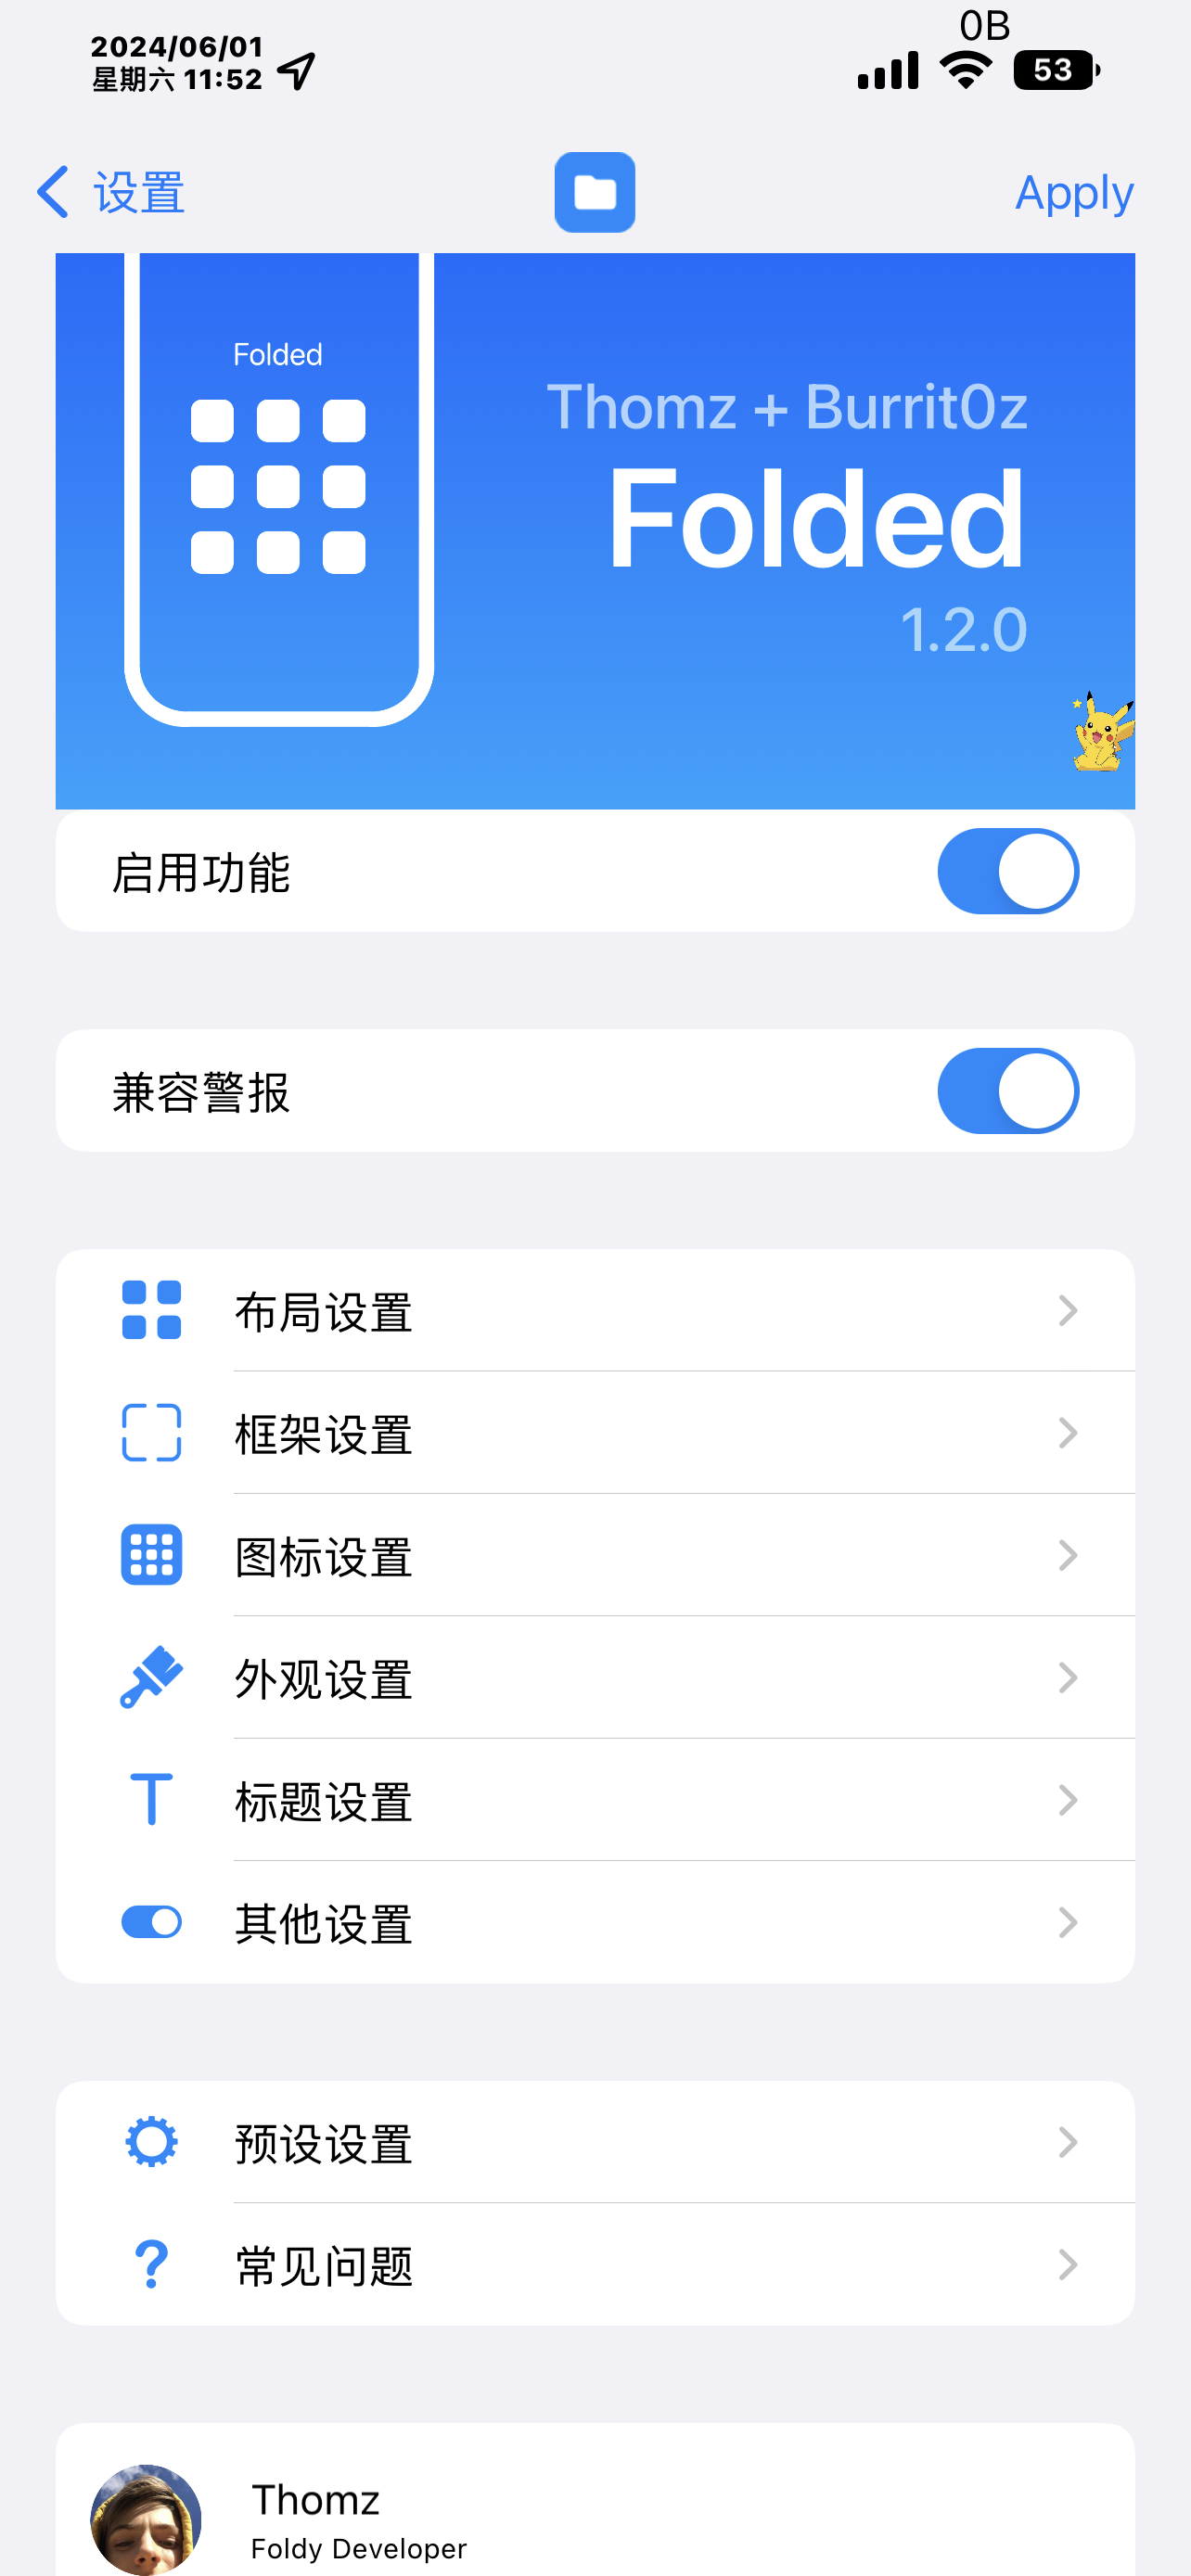 0B
2024/06/01
星期六 11:52
53
设置
Apply
Folded
Thomz + Burrit0z
Folded
1.2.0
启用功能
兼容警报
布局设置
框架设置
图标设置
外观设置
标题设置
其他设置
预设设置
常见问题
Thomz
Foldy Developer